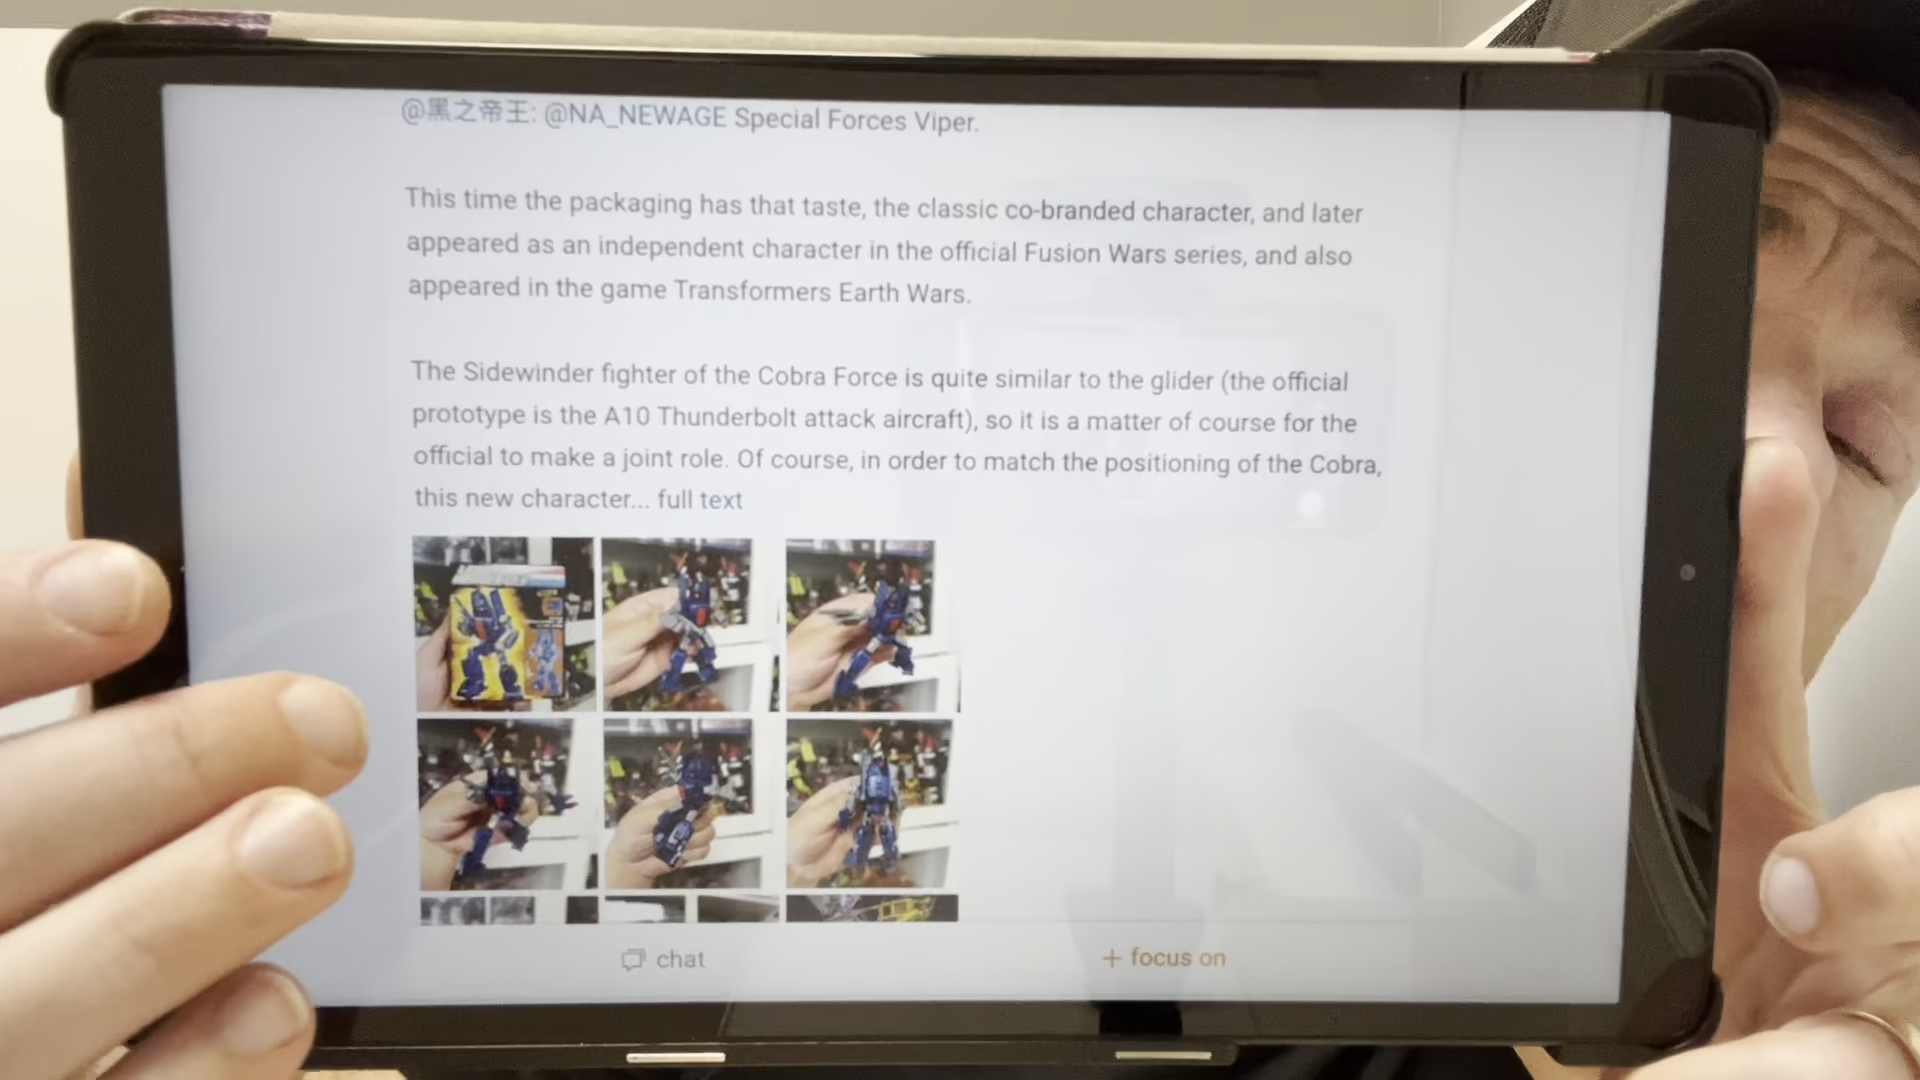 @黑之帝王: @NA_NEWAGE Special Forces Viper.
This time the packaging has that taste, the classic co-branded character, and later
appeared as an independent character in the official Fusion Wars series, and also
appeared in the game Transformers Earth Wars.
The Sidewinder fighter of the Cobra Force is quite similar to the glider (the official
prototype is the A10 Thunderbolt attack aircraft), so it is a matter of course for the
official to make a joint role. Of course, in order to match the positioning of the Cobra,
this new character... full text
chat
+ focus on